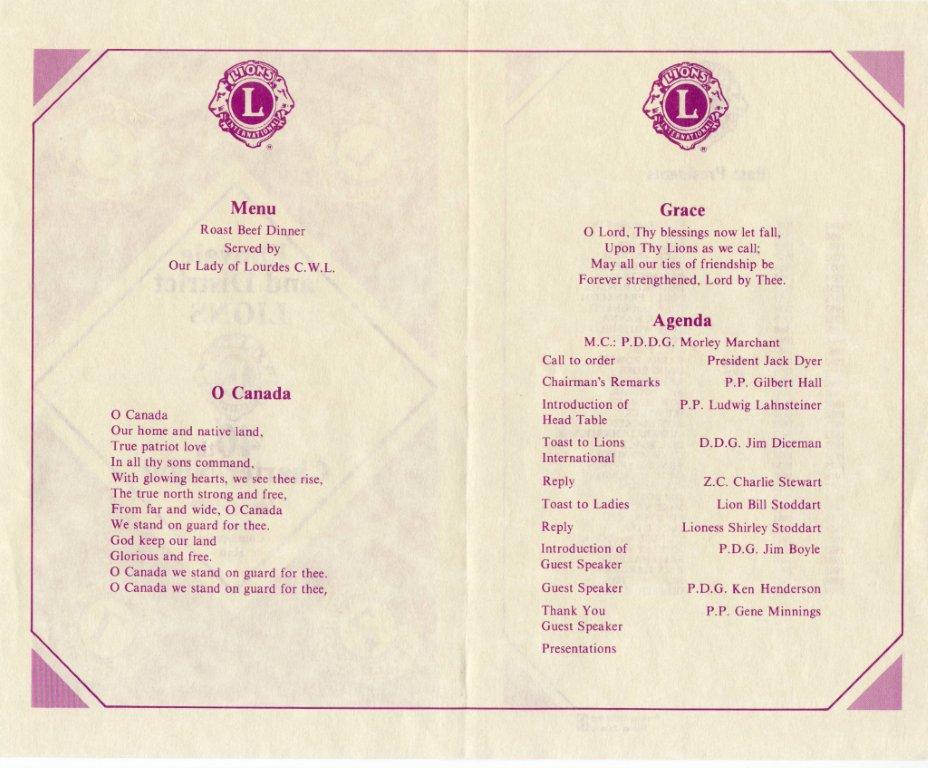 LIONS
L
INTERNATIONAL
®
Menu
Roast Beef Dinner
Served by
Our Lady of Lourdes C.W.L.
O Canada
O Canada
Our home and native land,
True patriot love
In all thy sons command,
With glowing hearts, we see thee rise,
The true north strong and free,
From far and wide, O Canada
We stand on guard for thee.
God keep our land
Glorious and free.
O Canada we stand on guard for thee.
O Canada we stand on guard for thee,
LIONS
L
INTERNATIONAL
®
Grace
O Lord, Thy blessings now let fall,
Upon Thy Lions as we call;
May all our ties of friendship be
Forever strengthened, Lord by Thee.
Agenda
M.C.: P.D.D.G. Morley Marchant
Call to order President Jack Dyer
Chairman's Remarks P.P. Gilbert Hall
Introduction of P.P. Ludwig Lahnsteiner
Head Table
Toast to Lions D.D.G. Jim Diceman
International
Reply Z.C. Charlie Stewart
Toast to Ladies Lion Bill Stoddart
Reply Lioness Shirley Stoddart
Introduction of P.D.G. Jim Boyle
Guest Speaker
Guest Speaker P.D.G. Ken Henderson
Thank You P.P. Gene Minnings
Guest Speaker
Presentations